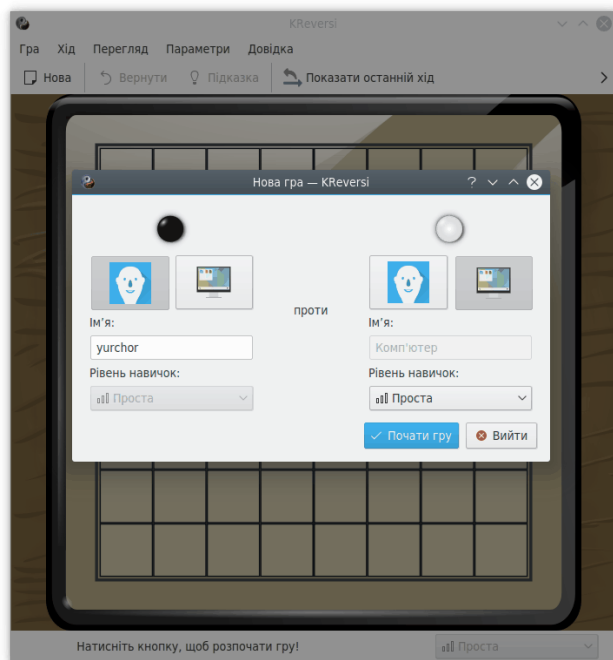 KReversi
Гра Хід Перегляд Параметри Довідка
Нова Вернути Підказка Показати останній хід
Нова гра — KReversi
проти
Ім’я: Ім’я:
yurchor Комп'ютер
Рівень навичок: Рівень навичок:
Проста Проста
Почати гру Вийти
Натисніть кнопку, щоб розпочати гру! Проста